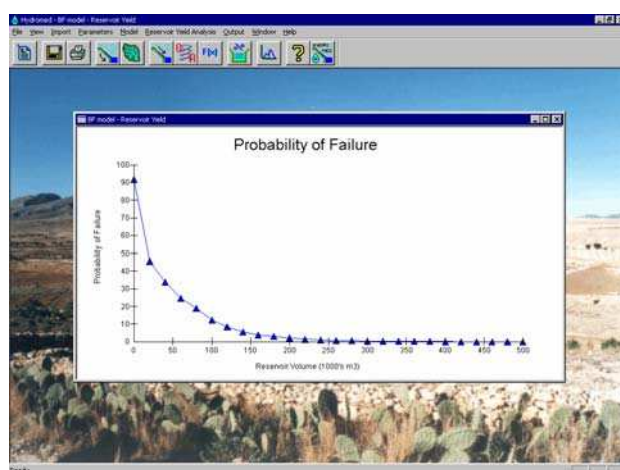 Hydromed - BF model - Reservoir Yield
File View Import Parameters Model Reservoir Yield Analysis Output Window Help
F(x)
BF model - Reservoir Yield
Probability of Failure
100
90
80
70
60
50
40
30
20
10
0
Probability of Failure
0 50 100 150 200 250 300 350 400 450 500
Reservoir Volume (1000's m3)
Ready